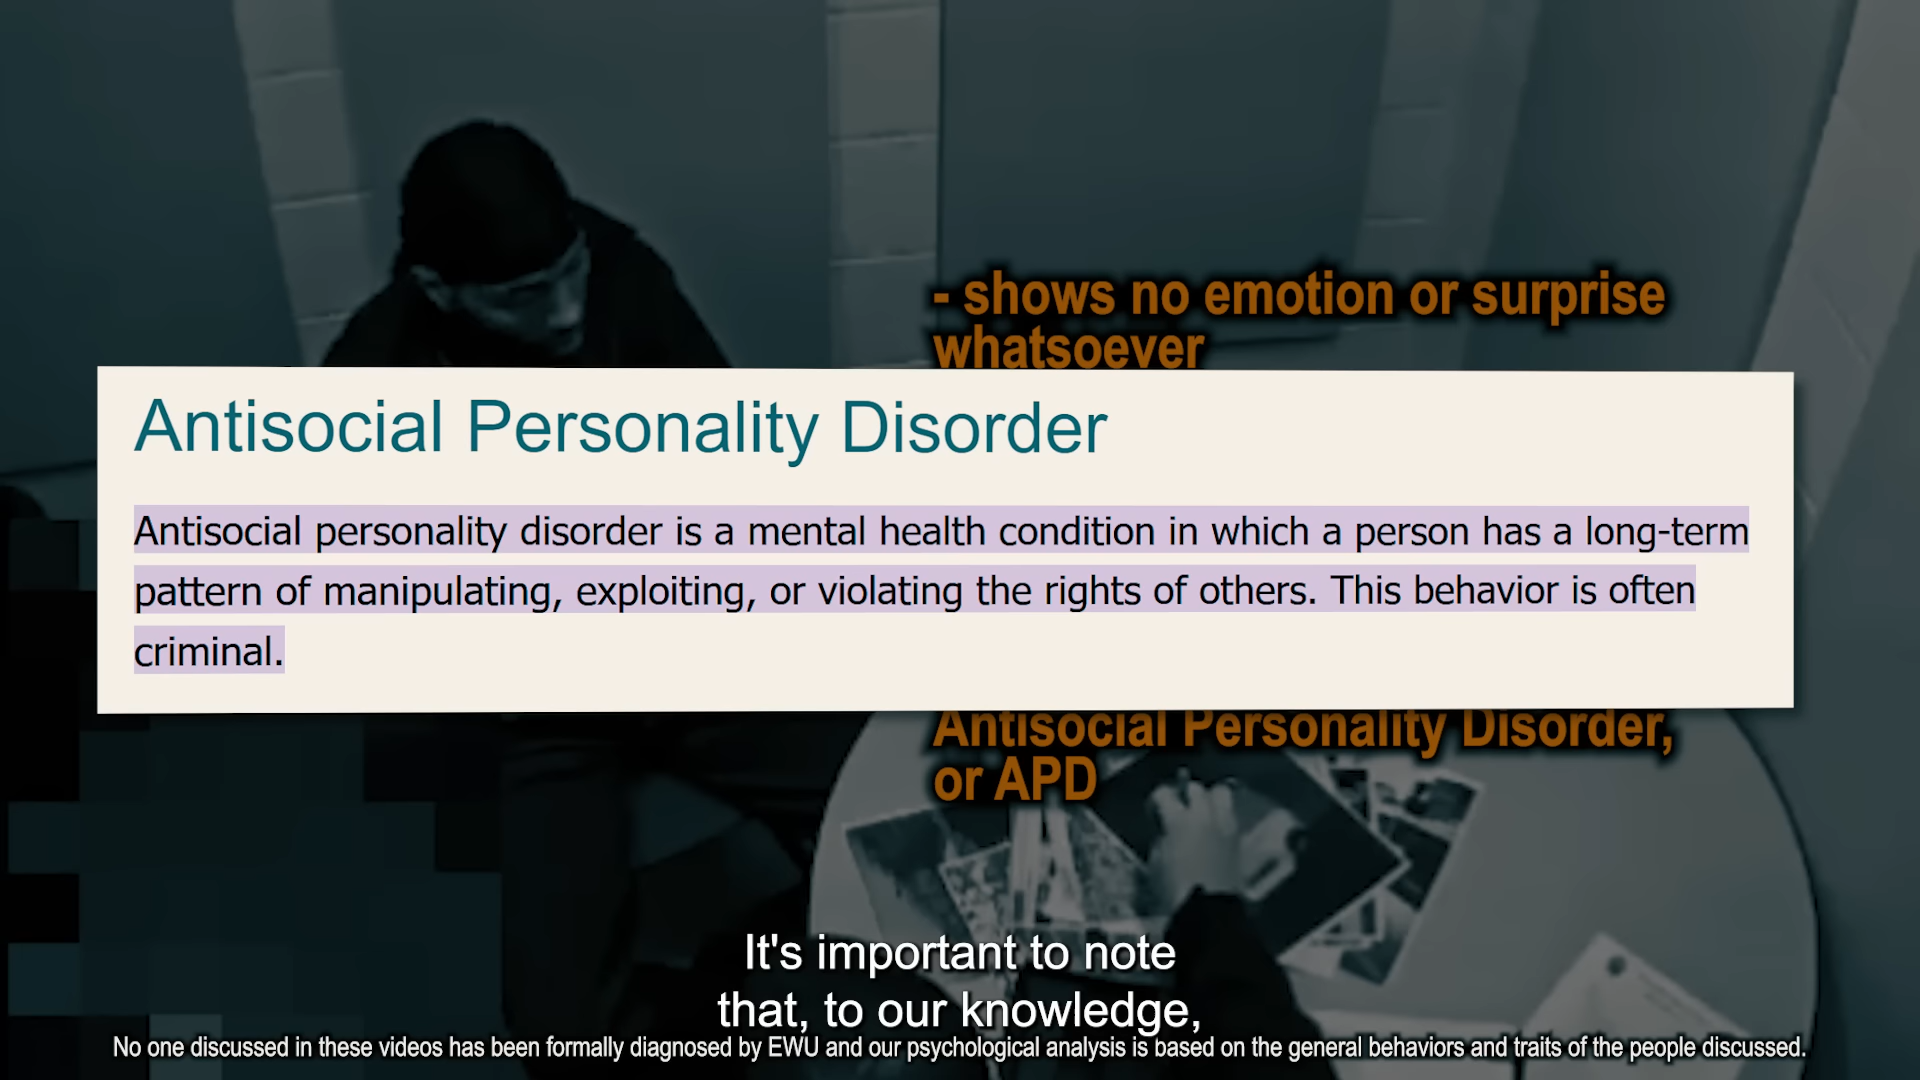 - shows no emotion or surprise
whatsoever
Antisocial Personality Disorder
Antisocial personality disorder is a mental health condition in which a person has a long-term
pattern of manipulating, exploiting, or violating the rights of others. This behavior is often
criminal.
Antisocial Personality Disorder,
or APD
It's important to note
that, to our knowledge,
No one discussed in these videos has been formally diagnosed by EWU and our psychological analysis is based on the general behaviors and traits of the people discussed.